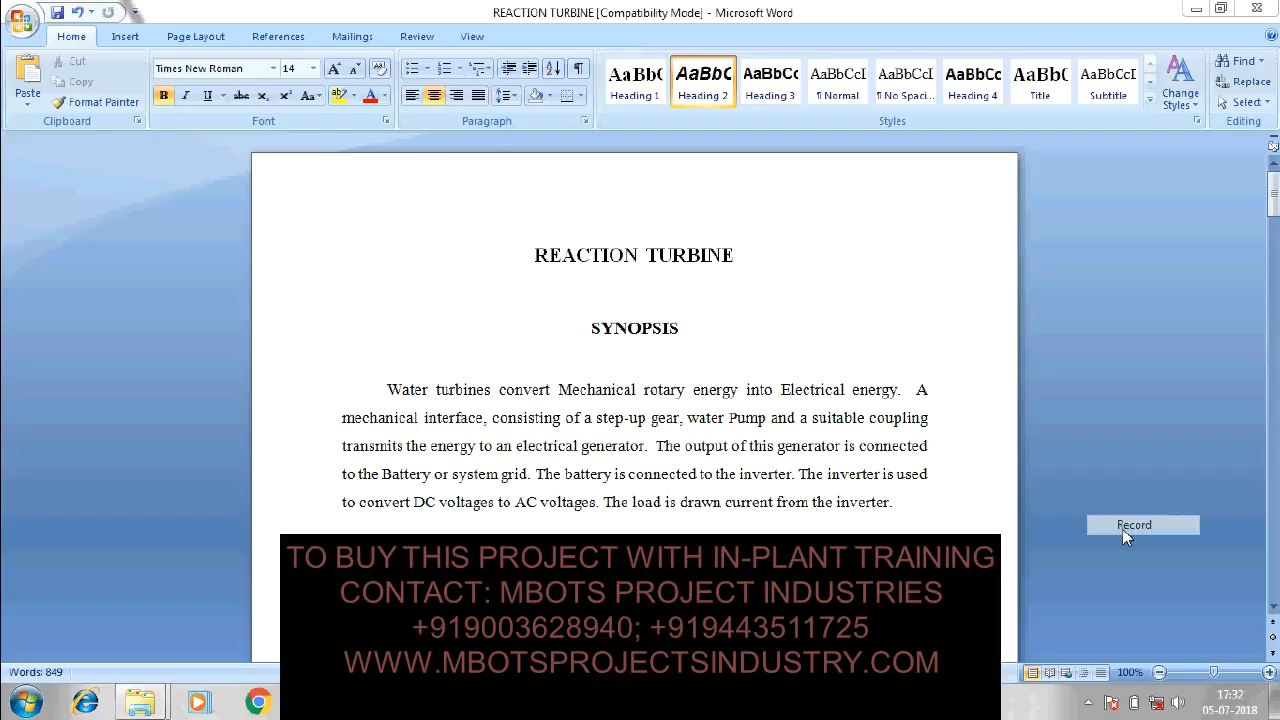 REACTION TURBINE [Compatibility Mode] - Microsoft Word
Home Insert Page Layout References Mailings Review View
Paste
Cut
Copy
Format Painter
Clipboard
Times New Roman 14
B I U abc x₂ x² Aa
ab A
Font
Paragraph
AaBbC AaBbC AaBbCc AaBbCcI AaBbCcI AaBbCc AaBbC AaBbCcI
Heading 1 Heading 2 Heading 3 ¶ Normal ¶ No Spaci... Heading 4 Title Subtitle
Change
Styles
Styles
Find
Replace
Select
Editing
REACTION TURBINE
SYNOPSIS
Water turbines convert Mechanical rotary energy into Electrical energy. A
mechanical interface, consisting of a step-up gear, water Pump and a suitable coupling
transmits the energy to an electrical generator. The output of this generator is connected
to the Battery or system grid. The battery is connected to the inverter. The inverter is used
to convert DC voltages to AC voltages. The load is drawn current from the inverter.
Record
TO BUY THIS PROJECT WITH IN-PLANT TRAINING
CONTACT: MBOTS PROJECT INDUSTRIES
+919003628940; +919443511725
WWW.MBOTSPROJECTSINDUSTRY.COM
Words: 849
100%
17:32
05-07-2018